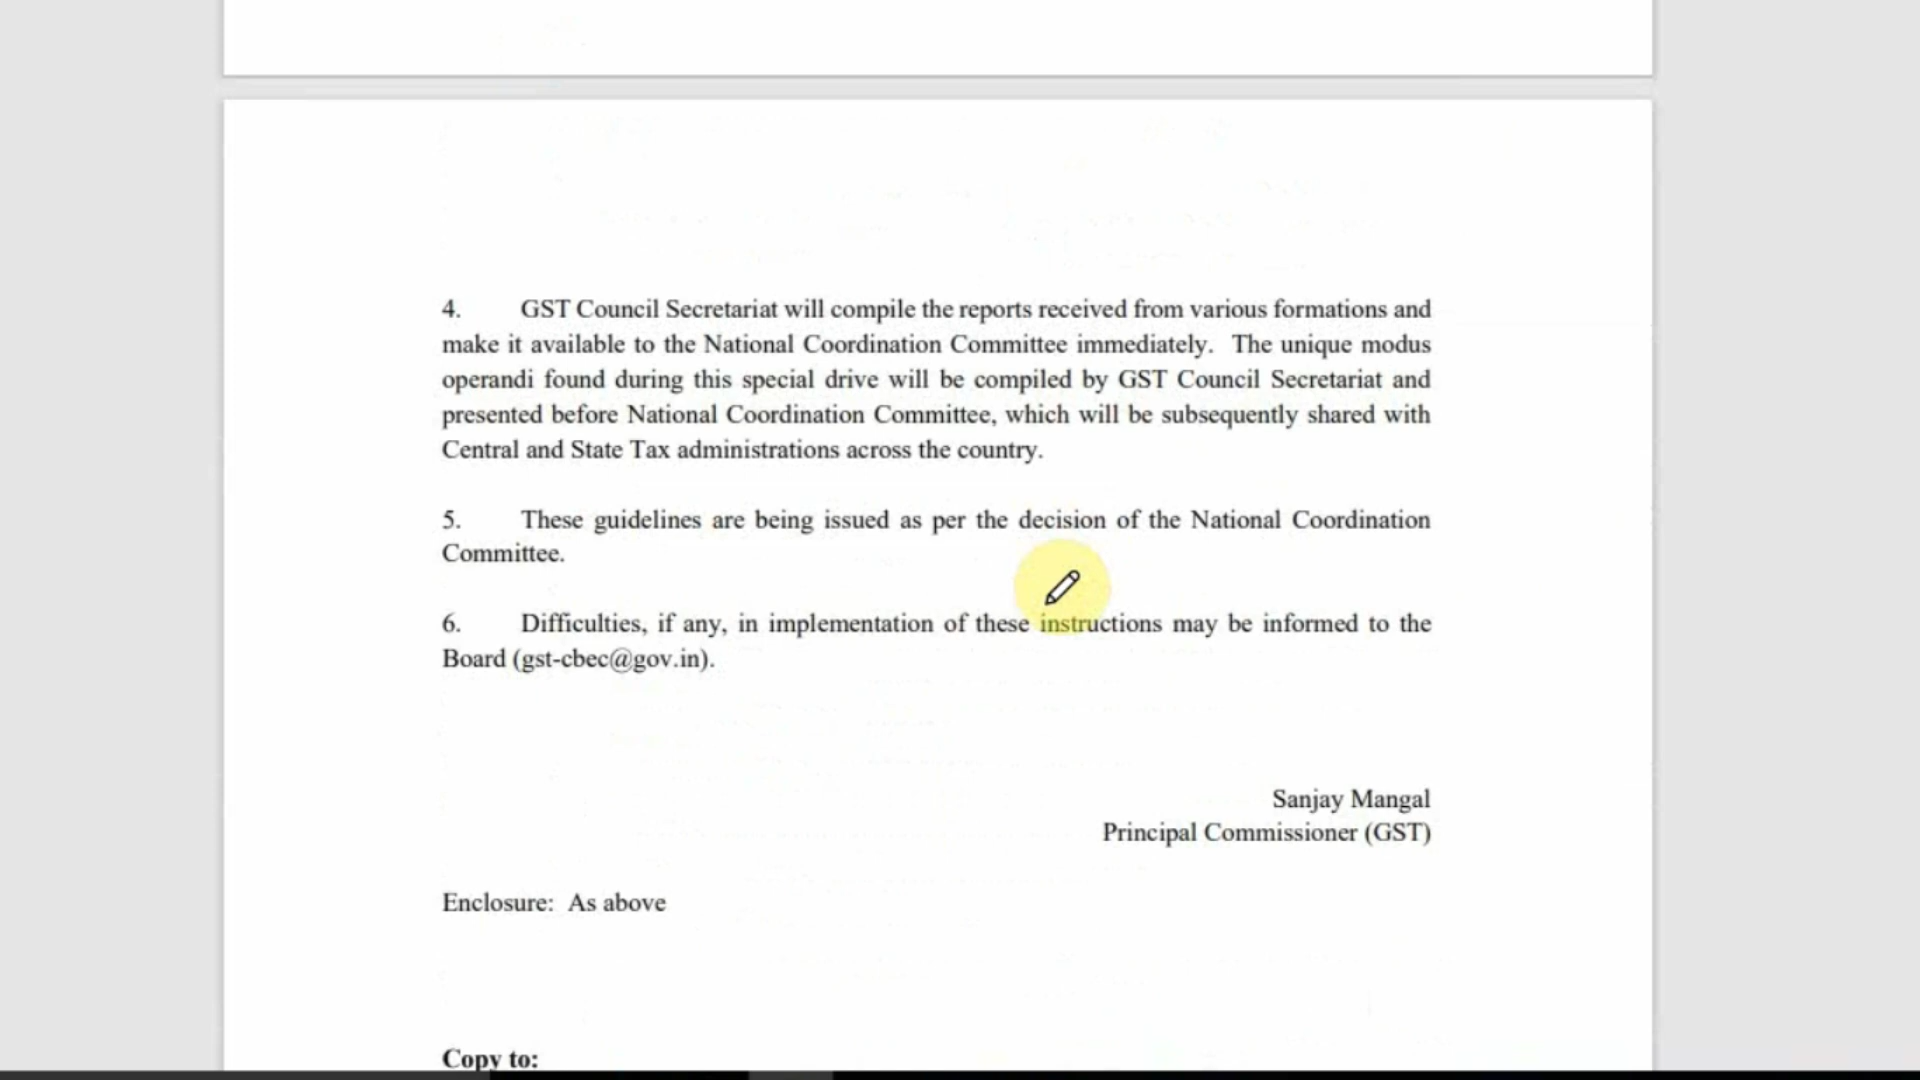 4. GST Council Secretariat will compile the reports received from various formations and
make it available to the National Coordination Committee immediately. The unique modus
operandi found during this special drive will be compiled by GST Council Secretariat and
presented before National Coordination Committee, which will be subsequently shared with
Central and State Tax administrations across the country.
5. These guidelines are being issued as per the decision of the National Coordination
Committee.
6. Difficulties, if any, in implementation of these instructions may be informed to the
Board (gst-cbec@gov.in).
Sanjay Mangal
Principal Commissioner (GST)
Enclosure: As above
Copy to: